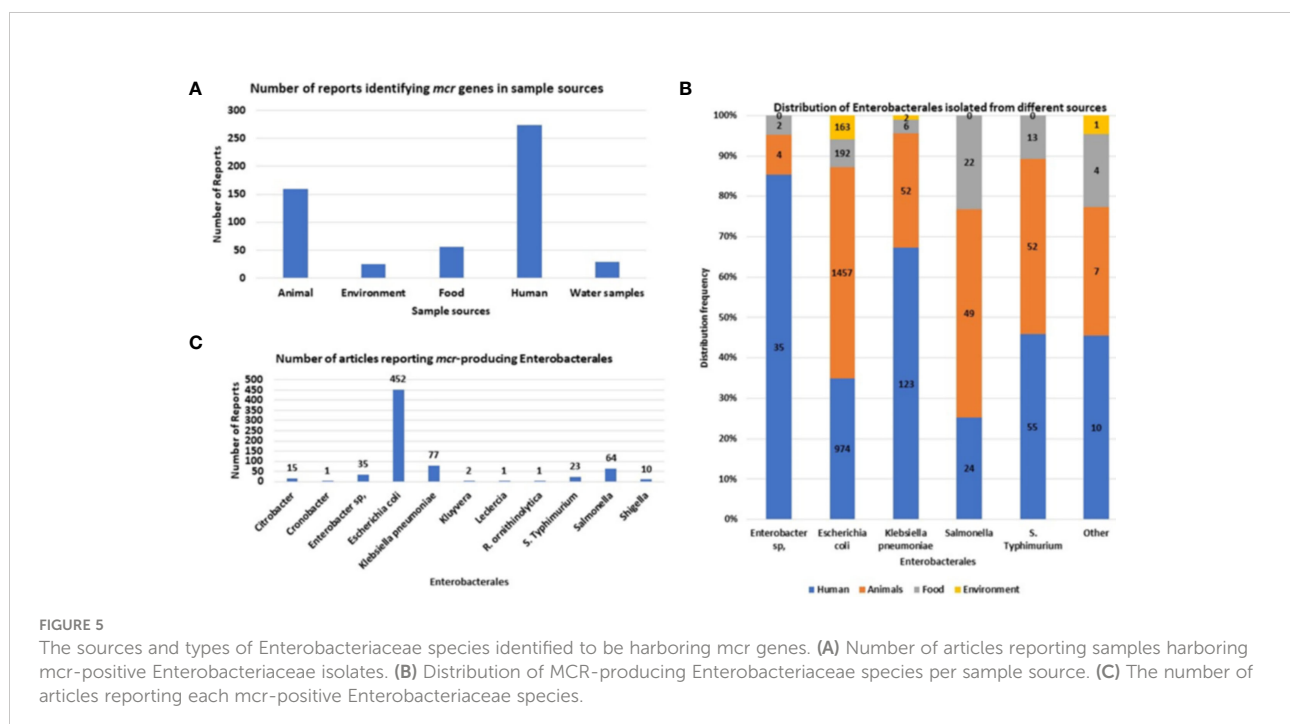 A
Number of reports identifying mcr genes in sample sources
300
250
200
150
100
50
0
Number of Reports
Animal Environment Food Human Water samples
Sample sources
B
Distribution of Enterobacterales isolated from different sources
100%
90%
80%
70%
60%
50%
40%
30%
20%
10%
0%
Distribution frequency
0 163 2 0 0 1
2 192 6 22 13 4
4 1457 52 49 52 7
35 974 123 24 55 10
Enterobacter sp,
Escherichia coli
Klebsiella pneumoniae
Salmonella
S. Typhimurium
Other
Enterobacterales
Human Animals Food Environment
C
Number of articles reporting mcr-producing Enterobacterales
500
450
400
350
300
250
200
150
100
50
0
Number of Reports
15 1 35 452 77 2 1 1 23 64 10
Citrobacter
Cronobacter
Enterobacter sp,
Escherichia coli
Klebsiella pneumoniae
Kluyvera
Leclercia
R. ornithinolytica
S. Typhimurium
Salmonella
Shigella
Enterobacterales
FIGURE 5
The sources and types of Enterobacteriaceae species identified to be harboring mcr genes. (A) Number of articles reporting samples harboring
mcr-positive Enterobacteriaceae isolates. (B) Distribution of MCR-producing Enterobacteriaceae species per sample source. (C) The number of
articles reporting each mcr-positive Enterobacteriaceae species.